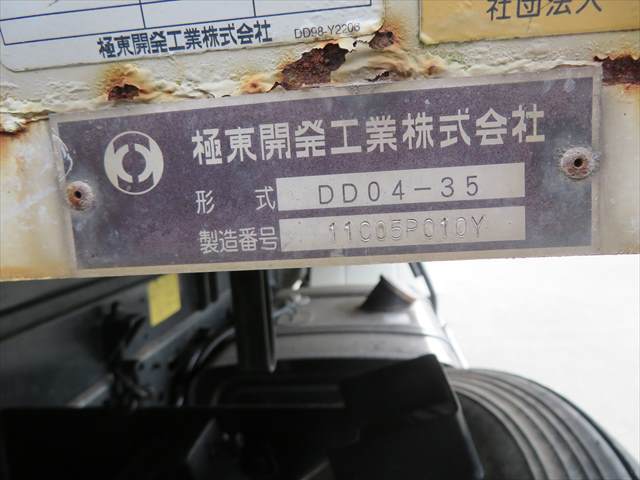 極東開発工業株式会社
DD98-Y2206
社団法人
極東開発工業株式会社
形式 DD04-35
製造番号 11C05P010Y